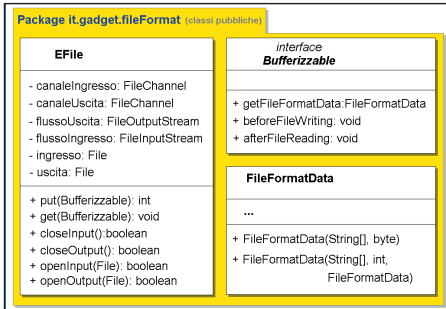 Package it.gadget.fileFormat (classi pubbliche)
EFile
- canaleIngresso: FileChannel
- canaleUscita: FileChannel
- flussoUscita: FileOutputStream
- flussoIngresso: FileInputStream
- ingresso: File
- uscita: File
+ put(Bufferizzable): int
+ get(Bufferizzable): void
+ closeInput():boolean
+ closeOutput(): boolean
+ openInput(File): boolean
+ openOutput(File): boolean
interface
Bufferizzable
+ getFileFormatData:FileFormatData
+ beforeFileWriting: void
+ afterFileReading: void
FileFormatData
...
+ FileFormatData(String[], byte)
+ FileFormatData(String[], int,
FileFormatData)